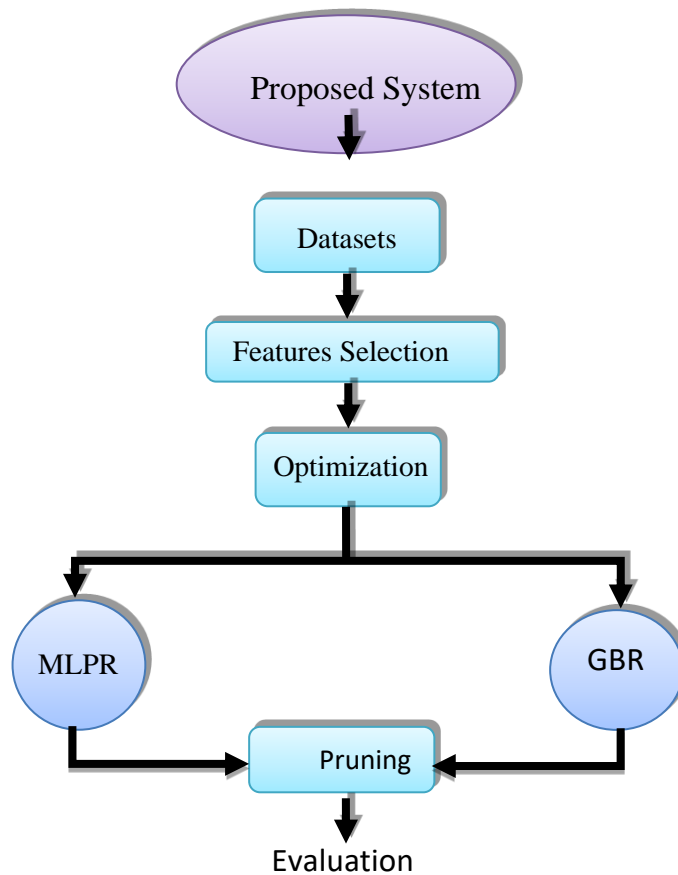 Proposed System
Datasets
Features Selection
Optimization
MLPR
GBR
Pruning
Evaluation